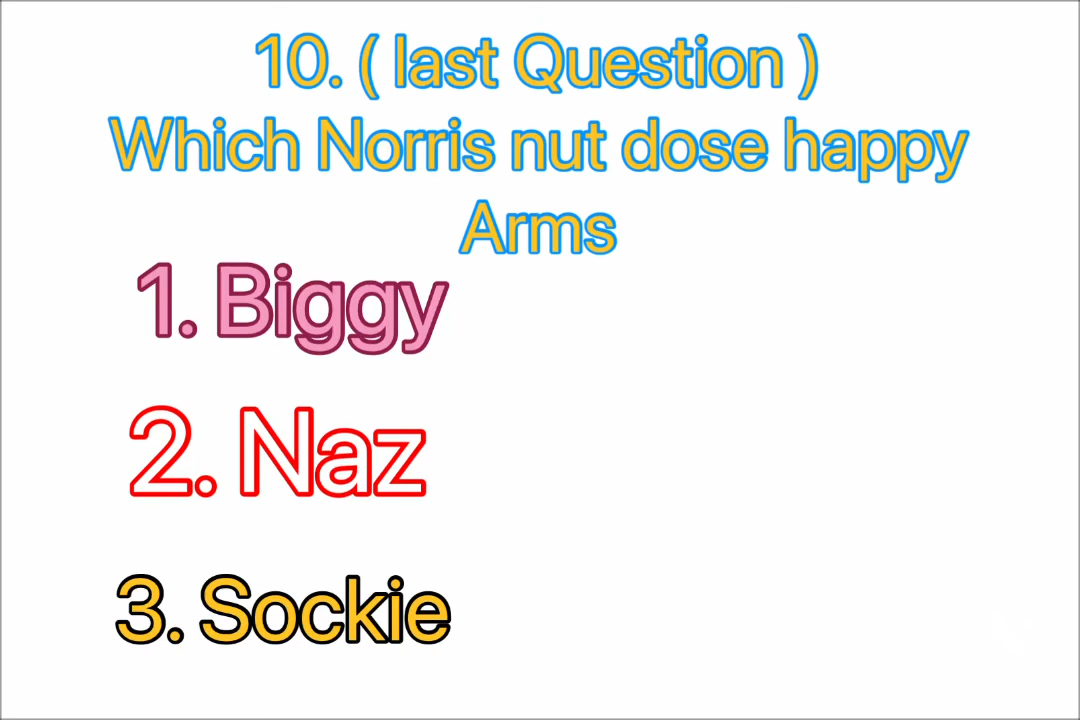 10. ( last Question )
Which Norris nut dose happy
Arms
1. Biggy
2. Naz
3. Sockie